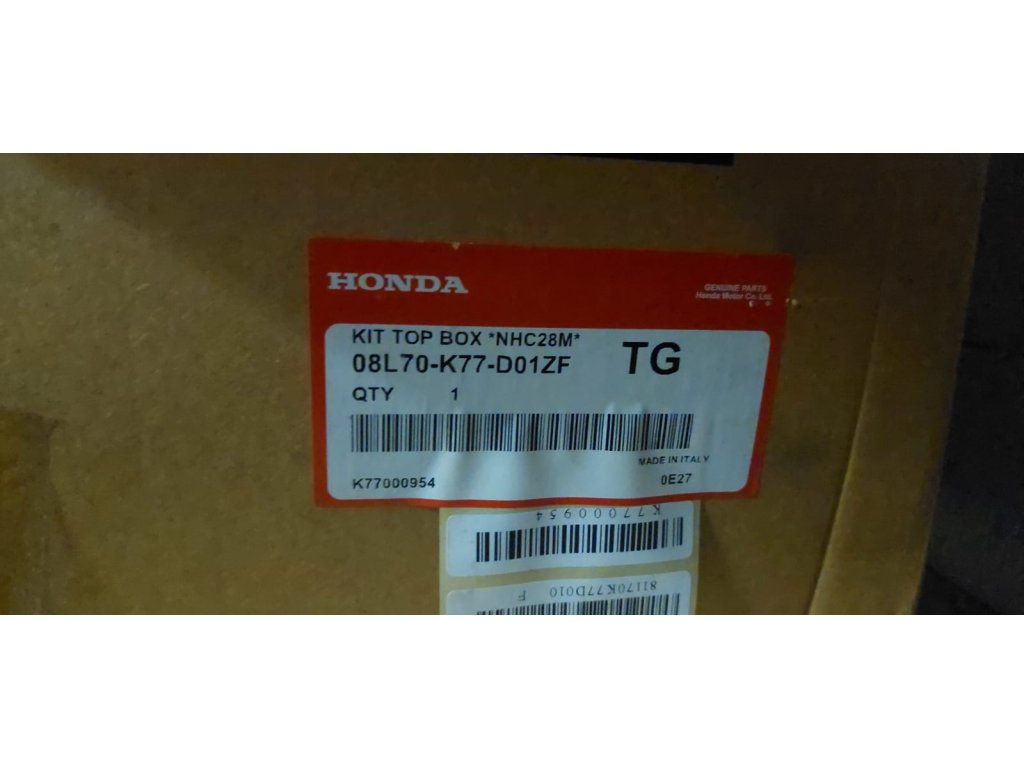 HONDA
GENUINE PARTS
Honda Motor Co. Ltd.
KIT TOP BOX *NHC28M*
08L70-K77-D01ZF
TG
QTY 1
MADE IN ITALY
K77000954
0E27
K77000954
81170K77D010
F